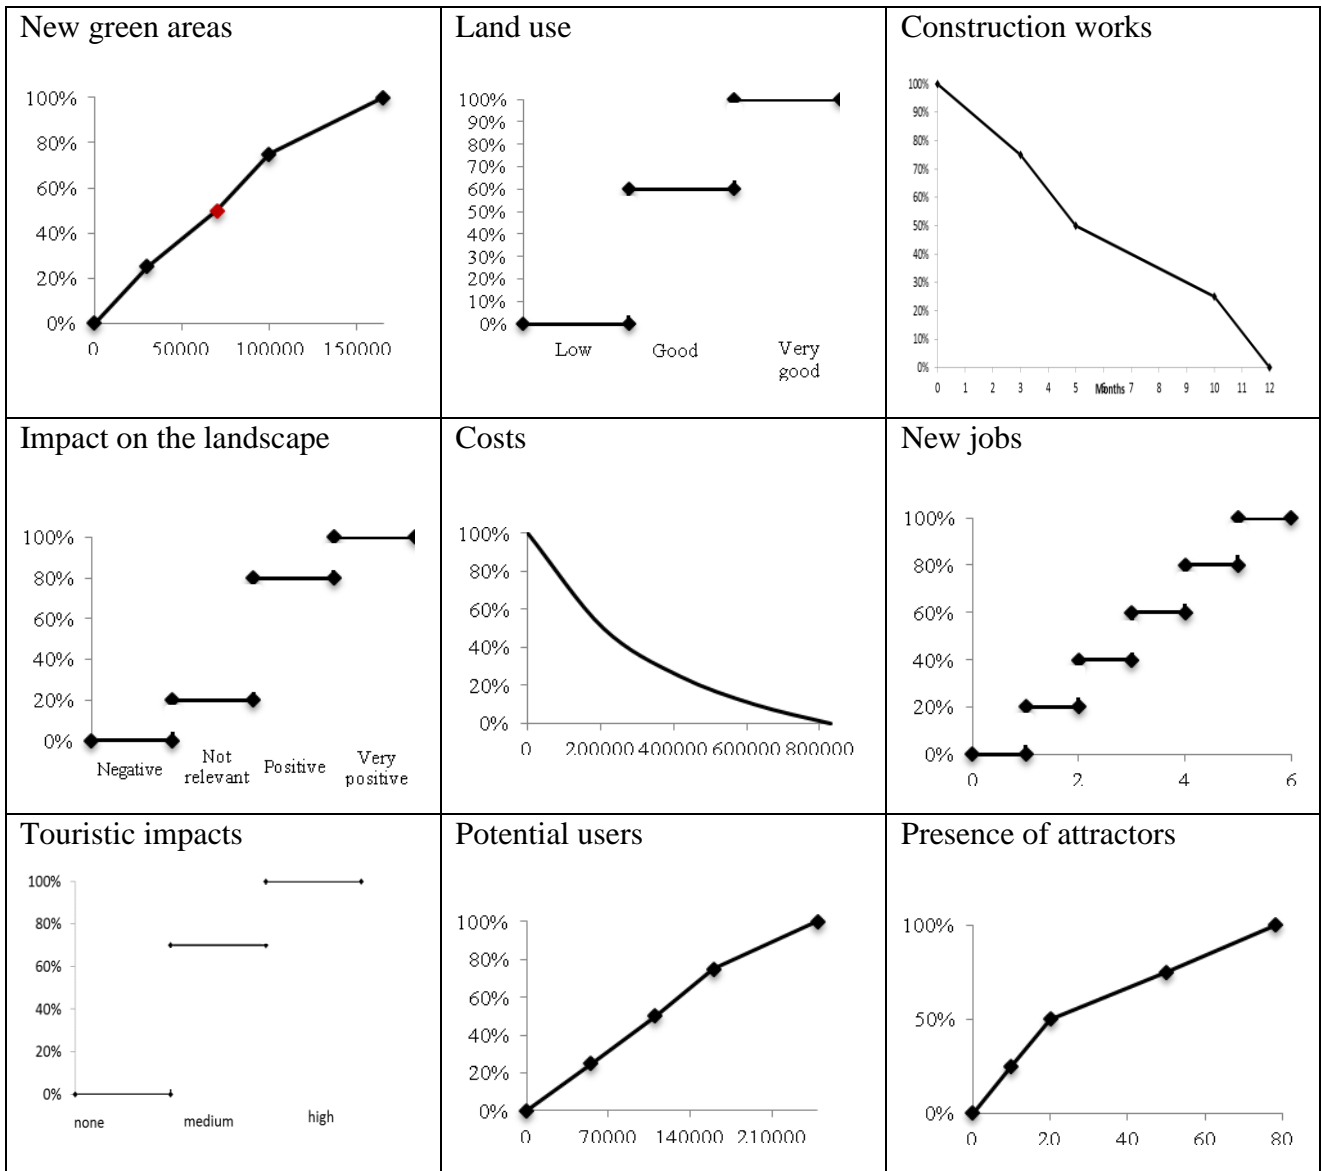 New green areas
100%
80%
60%
40%
20%
0%
0 50000 100000 150000
Land use
100%
90%
80%
70%
60%
50%
40%
30%
20%
10%
0%
Low Good Very
good
Construction works
100%
90%
80%
70%
60%
50%
40%
30%
20%
10%
0%
0 1 2 3 4 5 Months 7 8 9 10 11 12
Impact on the landscape
100%
80%
60%
40%
20%
0%
Negative Not
relevant Positive Very
positive
Costs
100%
80%
60%
40%
20%
0%
0 200000 400000 600000 800000
New jobs
100%
80%
60%
40%
20%
0%
0 2 4 6
Touristic impacts
100%
80%
60%
40%
20%
0%
none medium high
Potential users
100%
80%
60%
40%
20%
0%
0 70000 140000 210000
Presence of attractors
100%
50%
0%
0 20 40 60 80